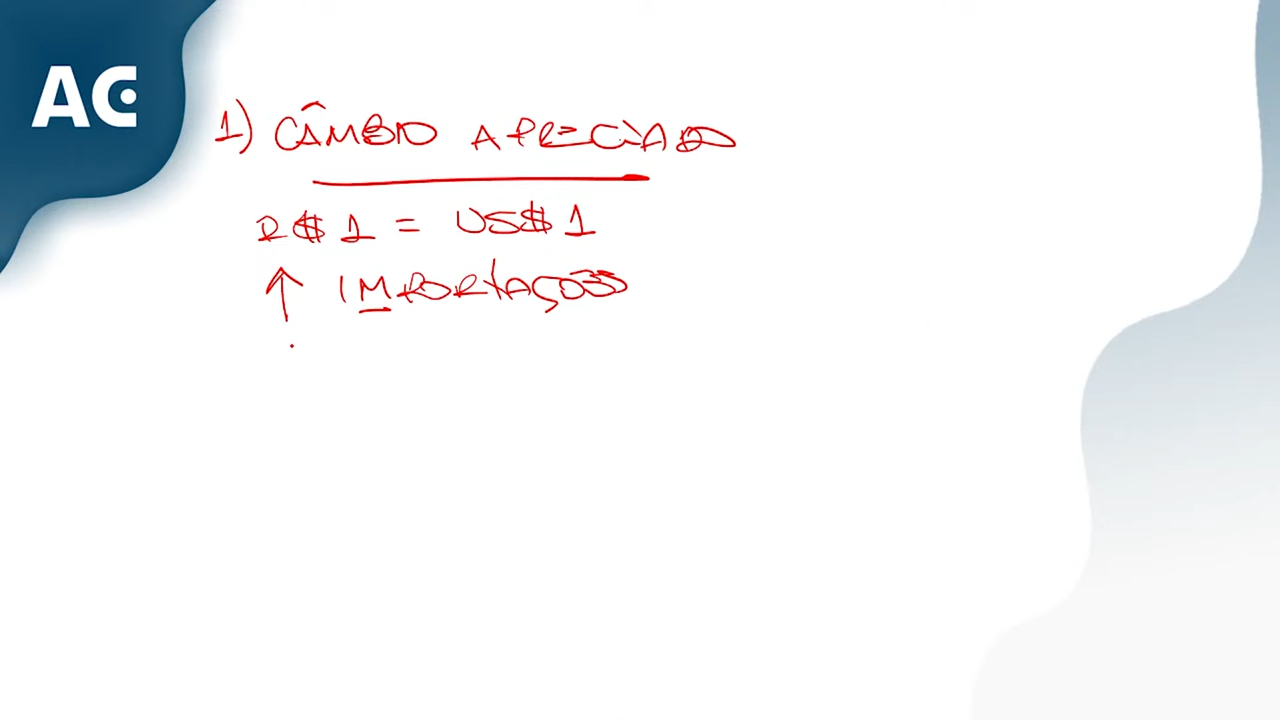 AC
1) CÂMBIO APRECIADO
R$ 1 = US$ 1
↑ IMPORTAÇÕES